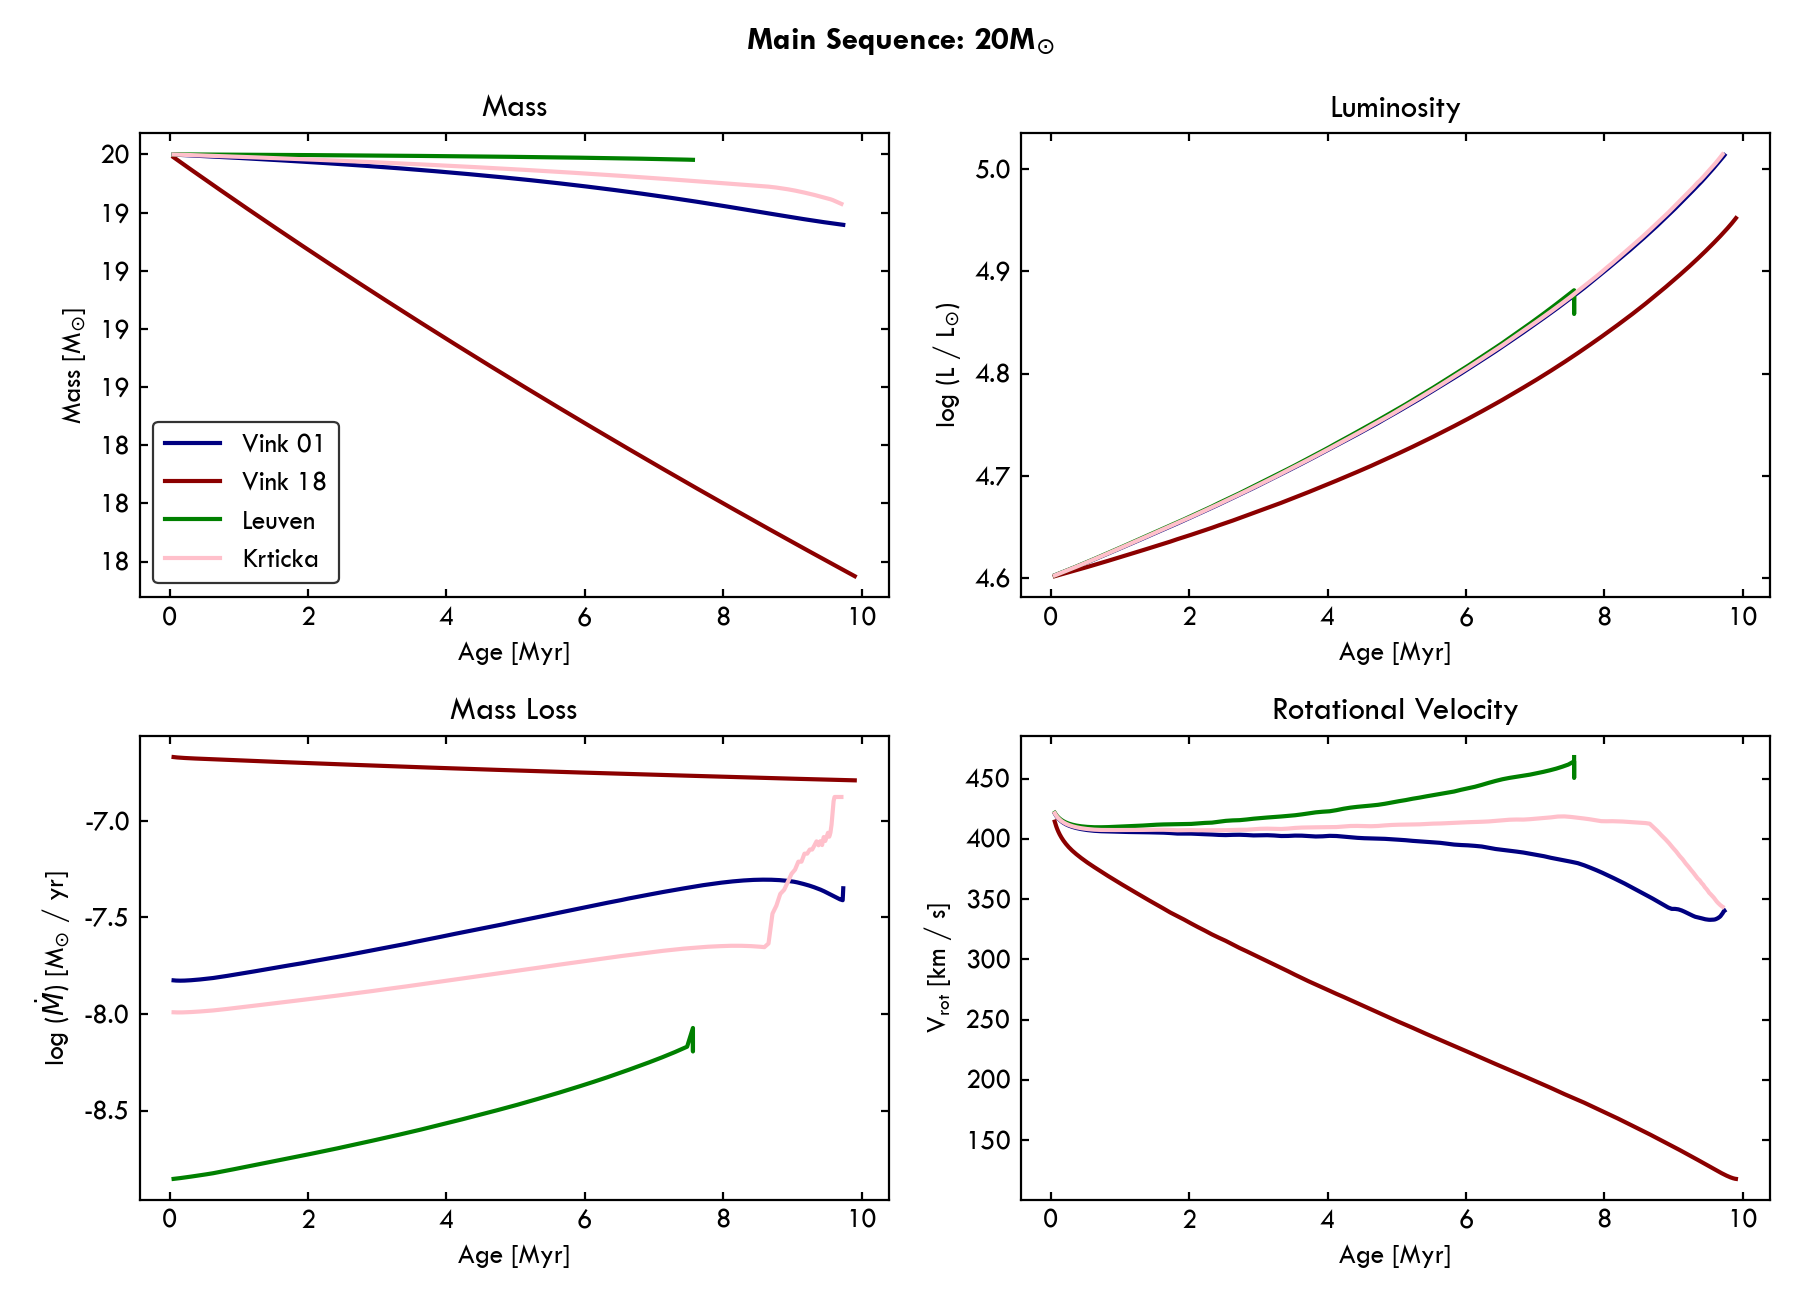 Main Sequence: 20M⊙
Mass
Mass [M⊙]
20
19
19
19
19
18
18
18
Vink 01
Vink 18
Leuven
Krticka
0 2 4 6 8 10
Age [Myr]
Luminosity
log (L / L⊙)
5.0
4.9
4.8
4.7
4.6
0 2 4 6 8 10
Age [Myr]
Mass Loss
log (Ṁ) [M⊙ / yr]
-7.0
-7.5
-8.0
-8.5
0 2 4 6 8 10
Age [Myr]
Rotational Velocity
Vrot [km / s]
450
400
350
300
250
200
150
0 2 4 6 8 10
Age [Myr]